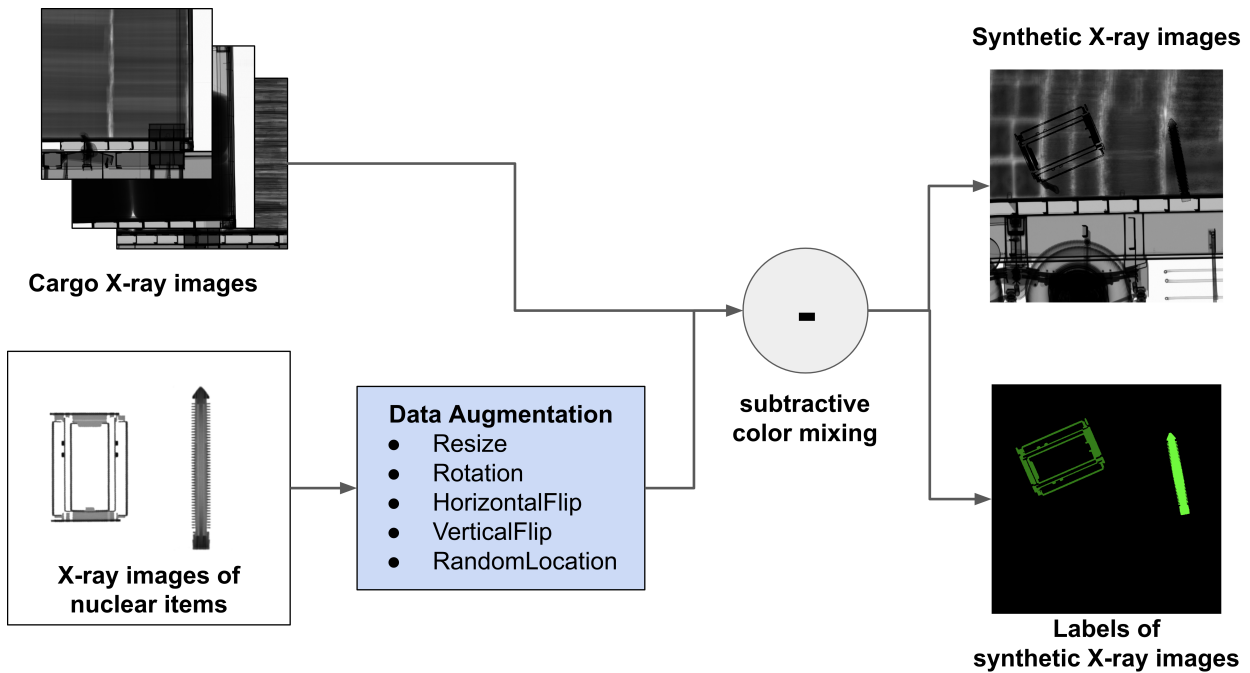 Synthetic X-ray images
Cargo X-ray images
-
subtractive
color mixing
Data Augmentation
● Resize
● Rotation
● HorizontalFlip
● VerticalFlip
● RandomLocation
X-ray images of
nuclear items
Labels of
synthetic X-ray images